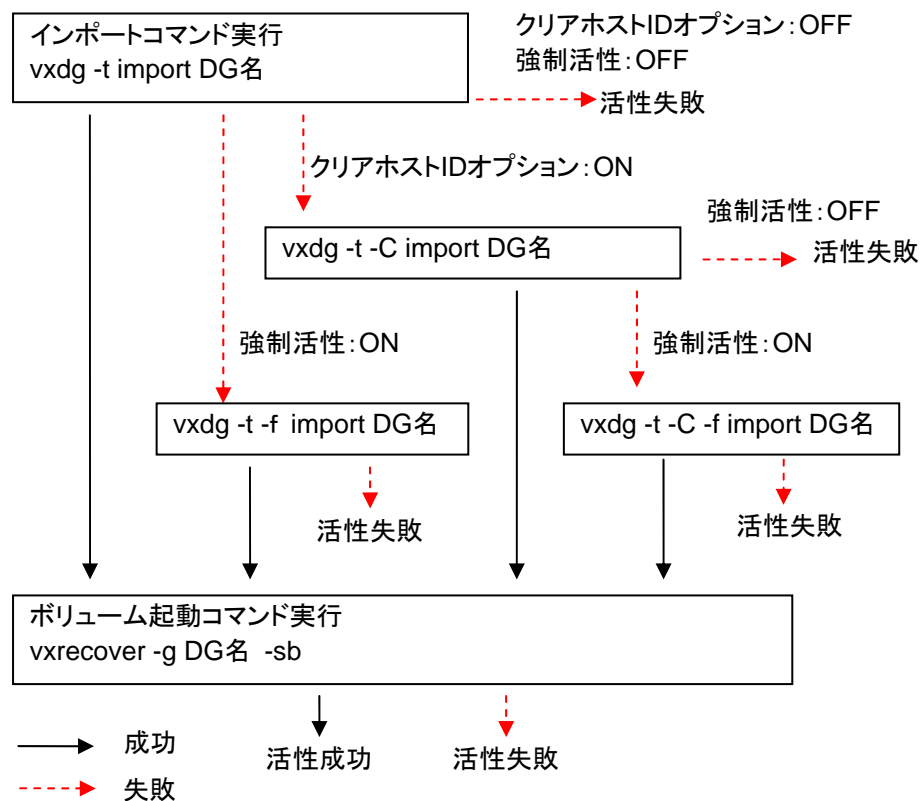 インポートコマンド実行
vxdg -t import DG名
クリアホストIDオプション:OFF
強制活性:OFF
活性失敗
クリアホストIDオプション:ON
強制活性:OFF
vxdg -t -C import DG名
活性失敗
強制活性:ON
強制活性:ON
vxdg -t -f import DG名
vxdg -t -C -f import DG名
活性失敗
活性失敗
ボリューム起動コマンド実行
vxrecover -g DG名 -sb
成功
活性成功
活性失敗
失敗